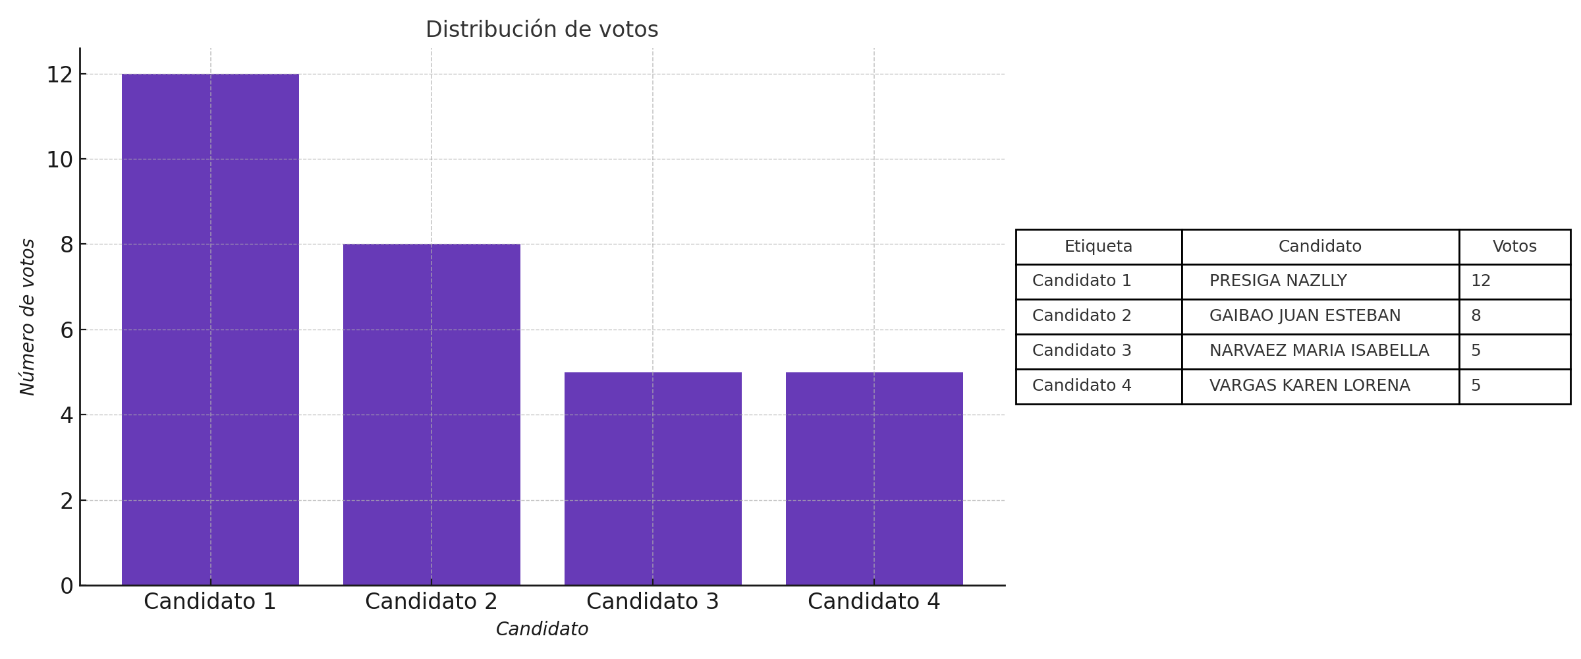 Distribución de votos
12
10
8
6
4
2
0
Número de votos
Candidato 1 Candidato 2 Candidato 3 Candidato 4
Candidato
Etiqueta Candidato Votos
Candidato 1 PRESIGA NAZLLY 12
Candidato 2 GAIBAO JUAN ESTEBAN 8
Candidato 3 NARVAEZ MARIA ISABELLA 5
Candidato 4 VARGAS KAREN LORENA 5